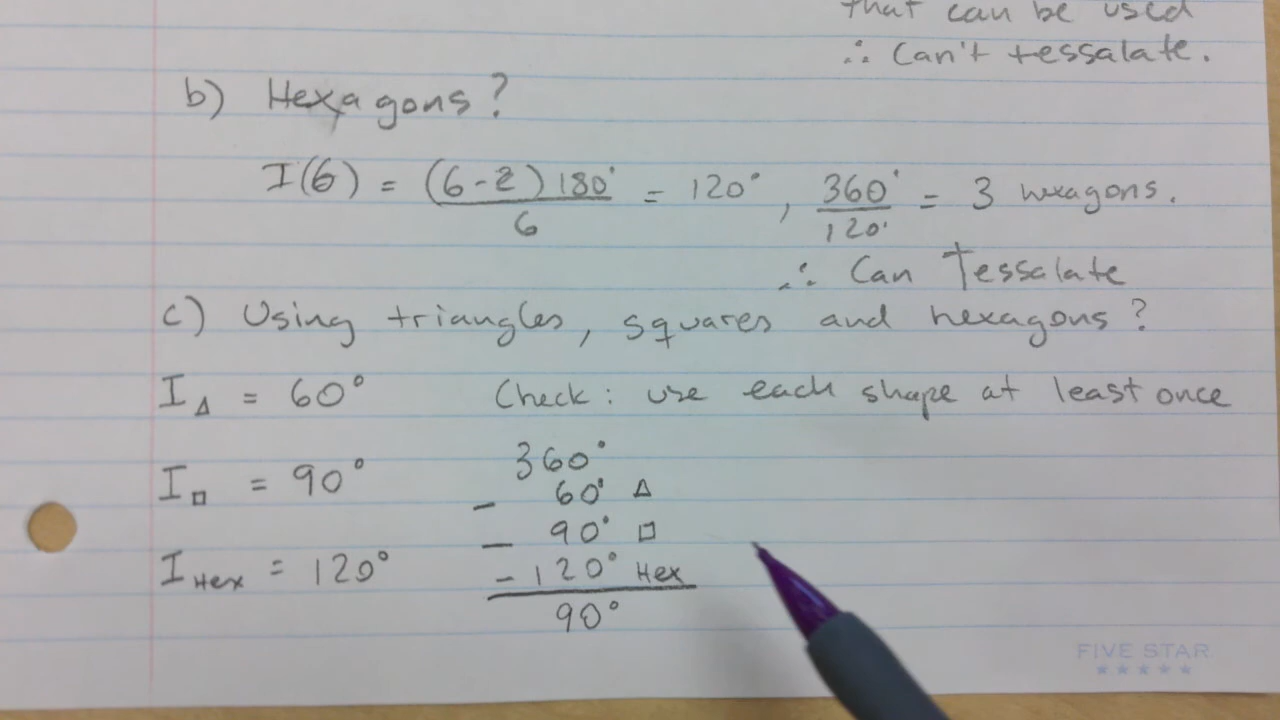 that can be used
∴ Can't tessalate.
b) Hexagons?
I(6) = (6-2)180° / 6 = 120°, 360° / 120° = 3 hexagons.
∴ Can Tessalate
c) Using triangles, squares and hexagons?
I△ = 60° Check: use each shape at least once
360°
- 60° △
I□ = 90°
- 90° □
- 120° Hex
I Hex = 120°
90°
FIVE STAR
★★★★★